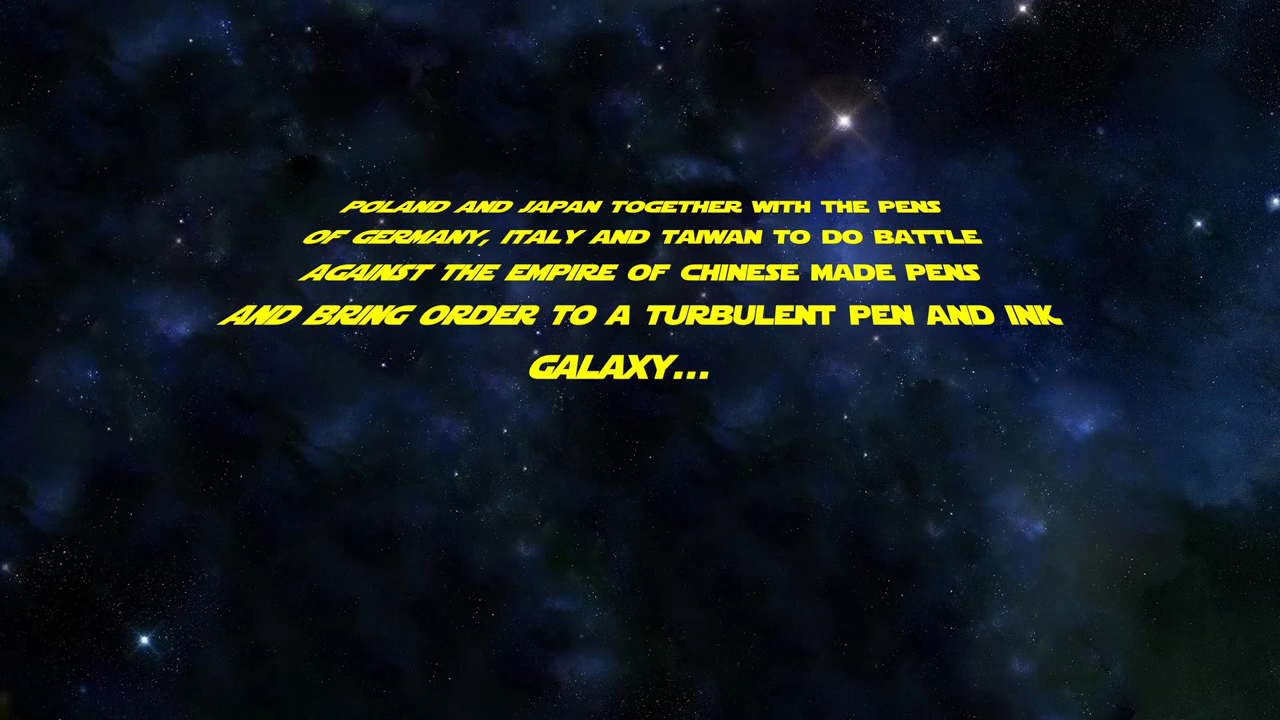 POLAND AND JAPAN TOGETHER WITH THE PENS
OF GERMANY, ITALY AND TAIWAN TO DO BATTLE
AGAINST THE EMPIRE OF CHINESE MADE PENS
AND BRING ORDER TO A TURBULENT PEN AND INK
GALAXY...